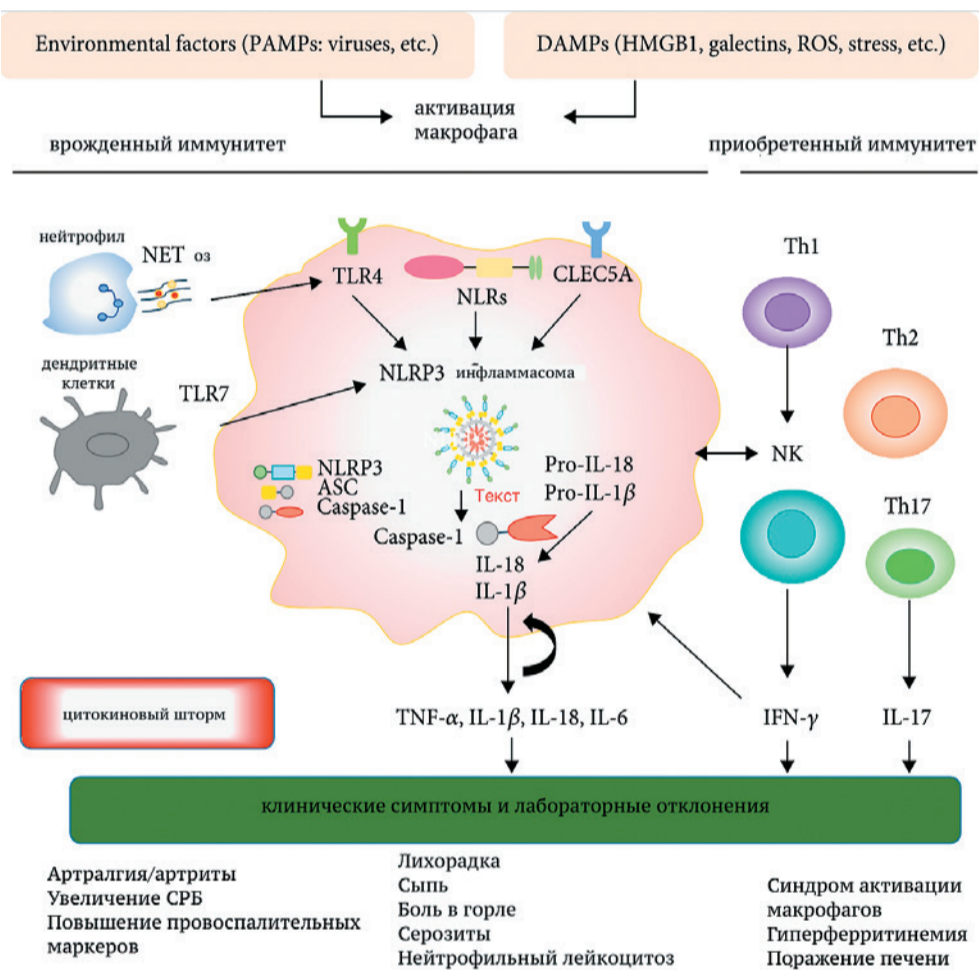 Environmental factors (PAMPs: viruses, etc.)
DAMPs (HMGB1, galectins, ROS, stress, etc.)
активация
макрофага
врожденный иммунитет
приобретенный иммунитет
нейтрофил
NET оз
TLR4
NLRs
CLEC5A
Th1
Th2
дендритные
клетки
TLR7
NLRP3 инфламмасома
NK
NLRP3
ASC
Caspase-1
Pro-IL-18
Pro-IL-1β
Текст
Caspase-1
IL-18
IL-1β
Th17
цитокиновый шторм
TNF-α, IL-1β, IL-18, IL-6
IFN-γ
IL-17
клинические симптомы и лабораторные отклонения
Артралгия/артриты
Увеличение СРБ
Повышение провоспалительных
маркеров
Лихорадка
Сыпь
Боль в горле
Серозиты
Нейтрофильный лейкоцитоз
Синдром активации
макрофагов
Гиперферритинемия
Поражение печени